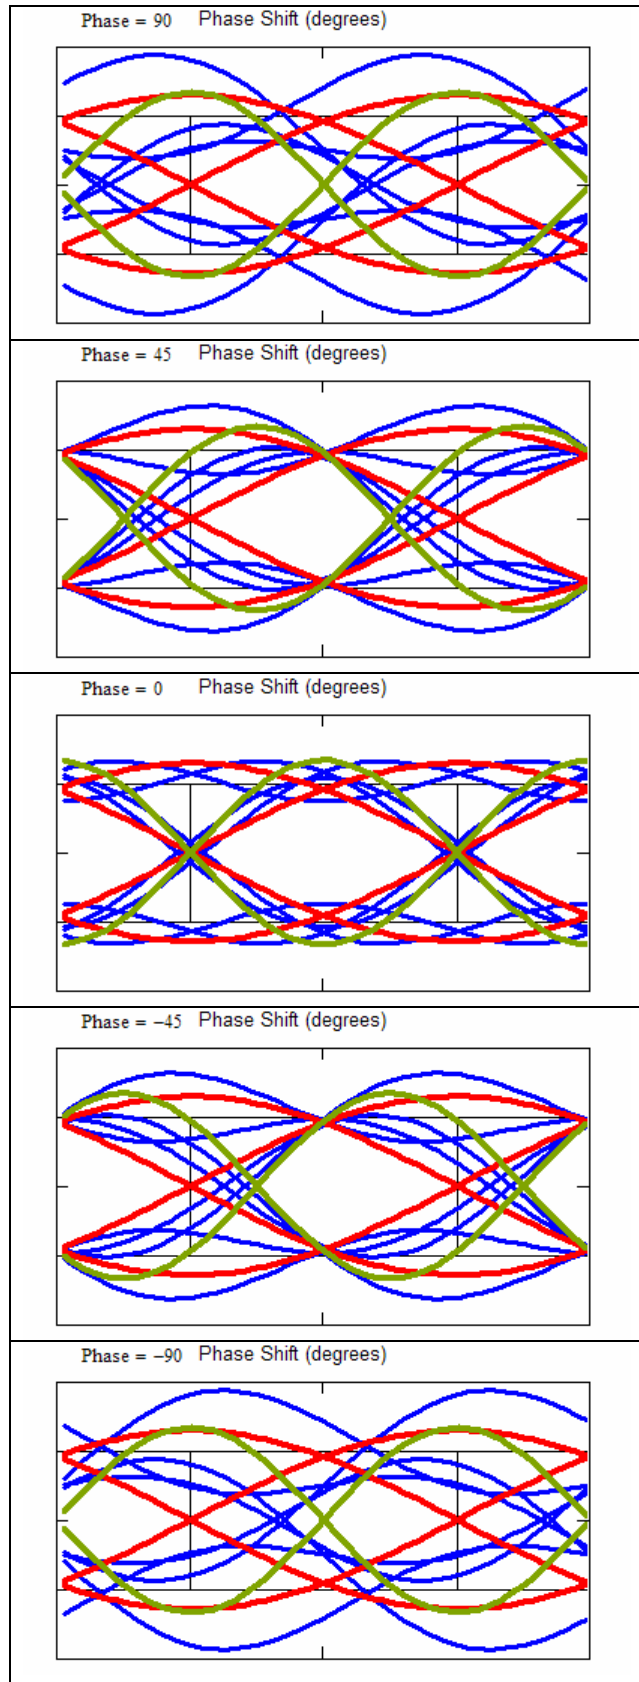 Phase = 90 Phase Shift (degrees)
Phase = 45 Phase Shift (degrees)
Phase = 0 Phase Shift (degrees)
Phase = −45 Phase Shift (degrees)
Phase = −90 Phase Shift (degrees)